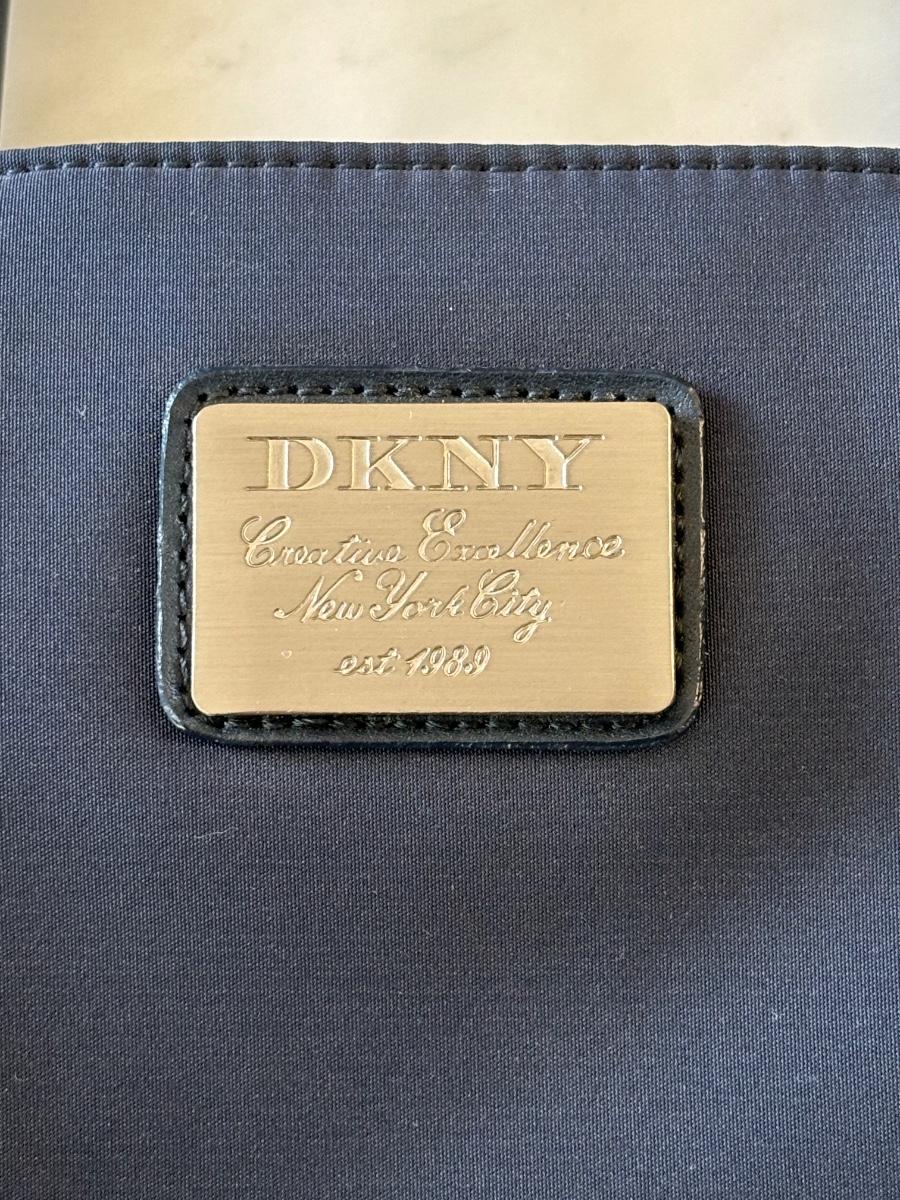 DKNY
Creative Excellence
New York City
est 1989